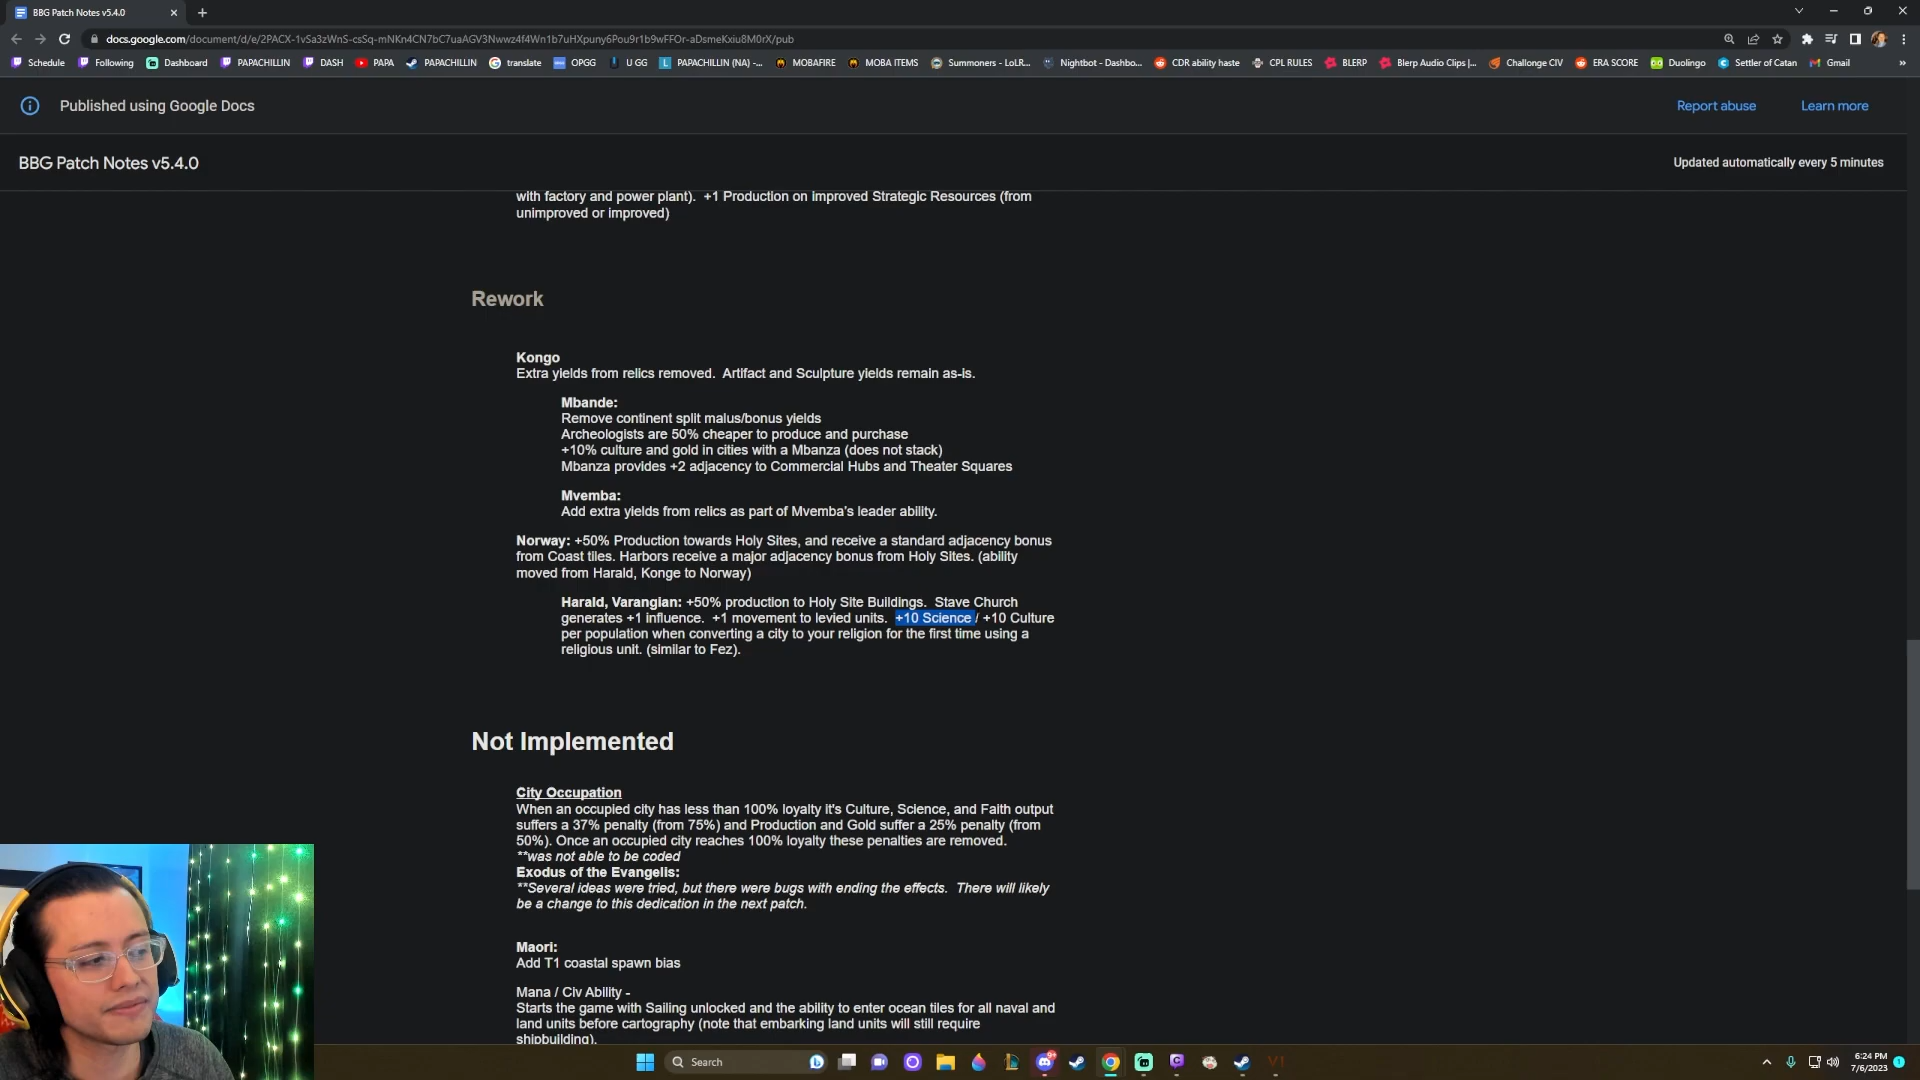 BBG Patch Notes v5.4.0
docs.google.com/document/d/e/2PACX-1vSa3zWnS-csSq-mNKn4CN7bC7uaAGV3Nwwz4f4Wn1b7uHXpuny6Pou9r1b9wFFOr-aDsmeKxiu8M0rX/pub
Schedule Following Dashboard PAPACHILLIN DASH PAPA PAPACHILLIN translate OPGG U GG PAPACHILLIN (NA) -... MOBAFIRE MOBA ITEMS Summoners - LoLR... Nightbot - Dashbo... CDR ability haste CPL RULES BLERP Blerp Audio Clips |... Challonge CIV ERA SCORE Duolingo Settler of Catan Gmail
Published using Google Docs Report abuse Learn more
BBG Patch Notes v5.4.0 Updated automatically every 5 minutes
with factory and power plant). +1 Production on Improved Strategic Resources (from
unimproved or improved)
Rework
Kongo
Extra yields from relics removed. Artifact and Sculpture yields remain as-is.
Mbande:
Remove continent split malus/bonus yields
Archeologists are 50% cheaper to produce and purchase
+10% culture and gold in cities with a Mbanza (does not stack)
Mbanza provides +2 adjacency to Commercial Hubs and Theater Squares
Mvemba:
Add extra yields from relics as part of Mvemba's leader ability.
Norway: +50% Production towards Holy Sites, and receive a standard adjacency bonus
from Coast tiles. Harbors receive a major adjacency bonus from Holy Sites. (ability
moved from Harald, Konge to Norway)
Harald, Varangian: +50% production to Holy Site Buildings. Stave Church
generates +1 influence. +1 movement to levied units. +10 Science / +10 Culture
per population when converting a city to your religion for the first time using a
religious unit. (similar to Fez).
Not Implemented
City Occupation
When an occupied city has less than 100% loyalty it's Culture, Science, and Faith output
suffers a 37% penalty (from 75%) and Production and Gold suffer a 25% penalty (from
50%). Once an occupied city reaches 100% loyalty these penalties are removed.
**was not able to be coded
Exodus of the Evangelis:
**Several ideas were tried, but there were bugs with ending the effects. There will likely
be a change to this dedication in the next patch.
Maori:
Add T1 coastal spawn bias
Mana / Civ Ability -
Starts the game with Sailing unlocked and the ability to enter ocean tiles for all naval and
land units before cartography (note that embarking land units will still require
shipbuilding).
Search
6:24 PM
7/6/2023